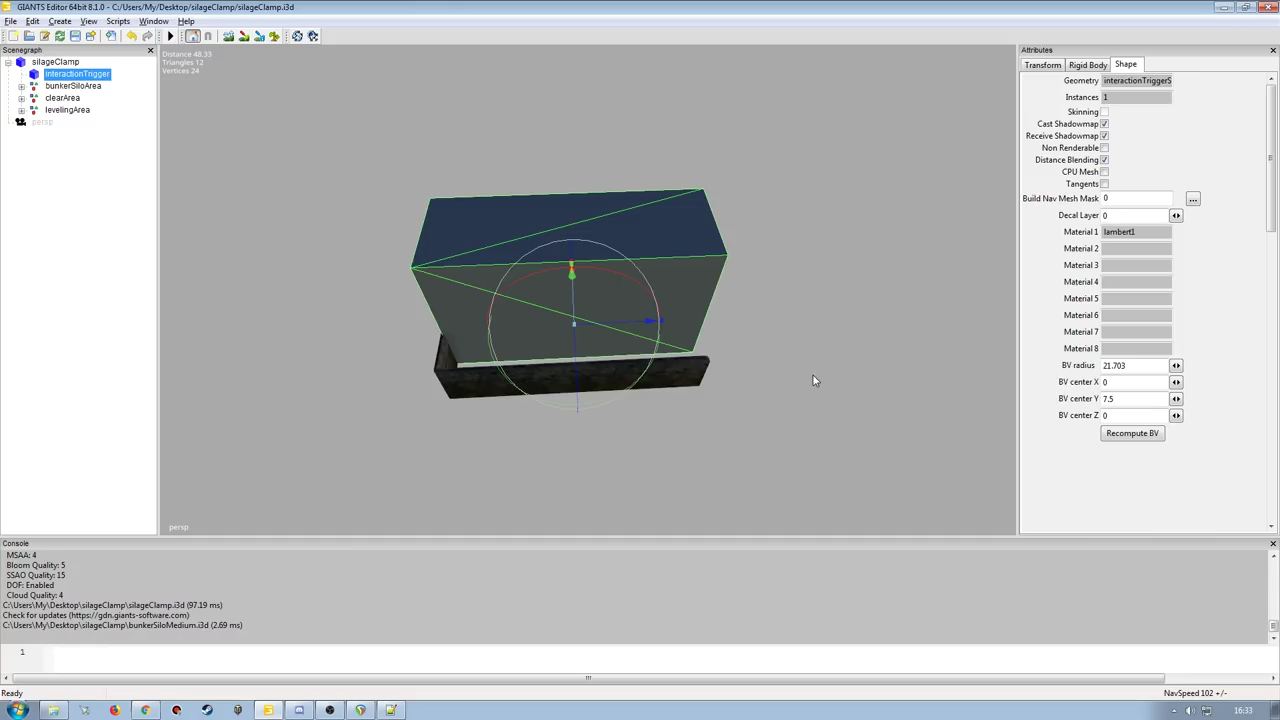 GIANTS Editor 64bit 8.1.0 - C:/Users/My/Desktop/silageClamp/silageClamp.i3d
File Edit Create View Scripts Window Help
Scenegraph
silageClamp
interactionTrigger
bunkerSiloArea
clearArea
levelingArea
persp
Distance 48.33
Triangles 12
Vertices 24
persp
Attributes
Transform Rigid Body Shape
Geometry interactionTriggerS
Instances 1
Skinning
Cast Shadowmap
Receive Shadowmap
Non Renderable
Distance Blending
CPU Mesh
Tangents
Build Nav Mesh Mask 0 ...
Decal Layer 0
Material 1 lambert1
Material 2
Material 3
Material 4
Material 5
Material 6
Material 7
Material 8
BV radius 21.703
BV center X 0
BV center Y 7.5
BV center Z 0
Recompute BV
Console
MSAA: 4
Bloom Quality: 5
SSAO Quality: 15
DOF: Enabled
Cloud Quality: 4
C:\Users\My\Desktop\silageClamp\silageClamp.i3d (97.19 ms)
Check for updates (https://gdn.giants-software.com)
C:\Users\My\Desktop\silageClamp\bunkerSiloMedium.i3d (2.69 ms)
1
Ready
NavSpeed 102 +/-
16:33